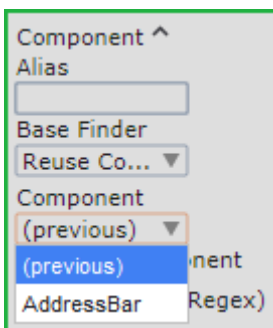 Component ^
Alias
Base Finder
Reuse Co... ▼
Component
(previous) ▼
(previous)
nent
AddressBar
Regex)